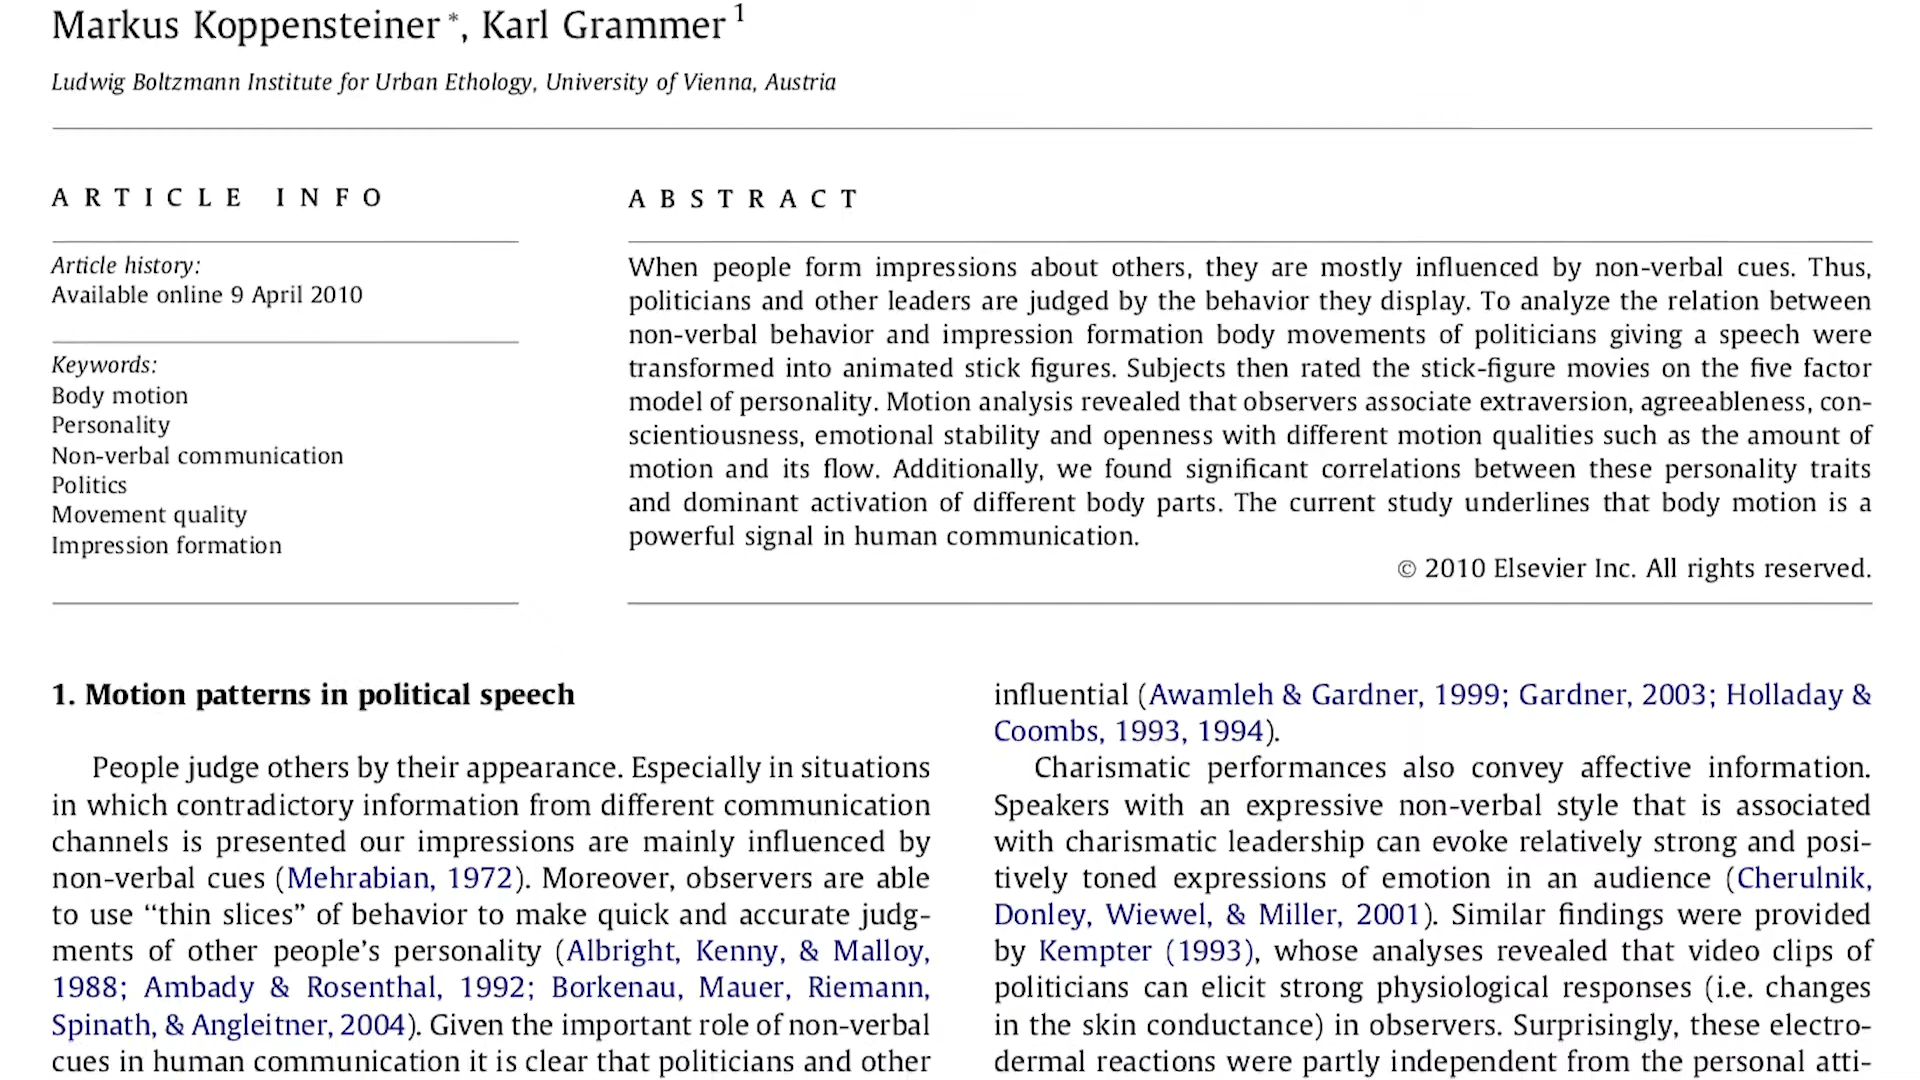 Markus Koppensteiner *, Karl Grammer 1
Ludwig Boltzmann Institute for Urban Ethology, University of Vienna, Austria
ARTICLE INFO
Article history:
Available online 9 April 2010
Keywords:
Body motion
Personality
Non-verbal communication
Politics
Movement quality
Impression formation
ABSTRACT
When people form impressions about others, they are mostly influenced by non-verbal cues. Thus,
politicians and other leaders are judged by the behavior they display. To analyze the relation between
non-verbal behavior and impression formation body movements of politicians giving a speech were
transformed into animated stick figures. Subjects then rated the stick-figure movies on the five factor
model of personality. Motion analysis revealed that observers associate extraversion, agreeableness, con-
scientiousness, emotional stability and openness with different motion qualities such as the amount of
motion and its flow. Additionally, we found significant correlations between these personality traits
and dominant activation of different body parts. The current study underlines that body motion is a
powerful signal in human communication.
© 2010 Elsevier Inc. All rights reserved.
1. Motion patterns in political speech
People judge others by their appearance. Especially in situations
in which contradictory information from different communication
channels is presented our impressions are mainly influenced by
non-verbal cues (Mehrabian, 1972). Moreover, observers are able
to use “thin slices” of behavior to make quick and accurate judg-
ments of other people’s personality (Albright, Kenny, & Malloy,
1988; Ambady & Rosenthal, 1992; Borkenau, Mauer, Riemann,
Spinath, & Angleitner, 2004). Given the important role of non-verbal
cues in human communication it is clear that politicians and other
influential (Awamleh & Gardner, 1999; Gardner, 2003; Holladay &
Coombs, 1993, 1994).
Charismatic performances also convey affective information.
Speakers with an expressive non-verbal style that is associated
with charismatic leadership can evoke relatively strong and posi-
tively toned expressions of emotion in an audience (Cherulnik,
Donley, Wiewel, & Miller, 2001). Similar findings were provided
by Kempter (1993), whose analyses revealed that video clips of
politicians can elicit strong physiological responses (i.e. changes
in the skin conductance) in observers. Surprisingly, these electro-
dermal reactions were partly independent from the personal atti-